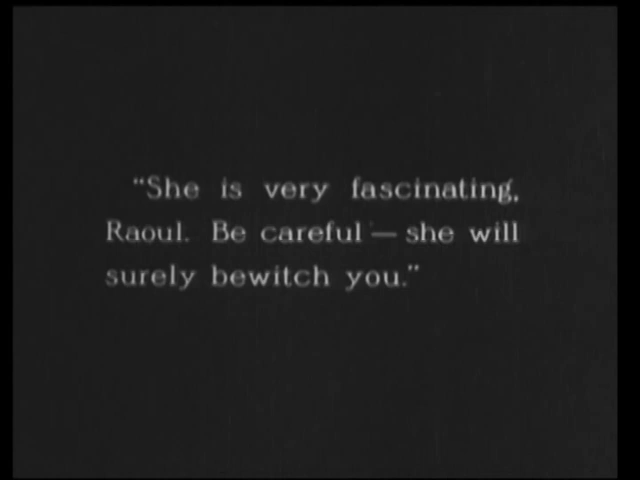 “She is very fascinating,
Raoul. Be careful — she will
surely bewitch you.”